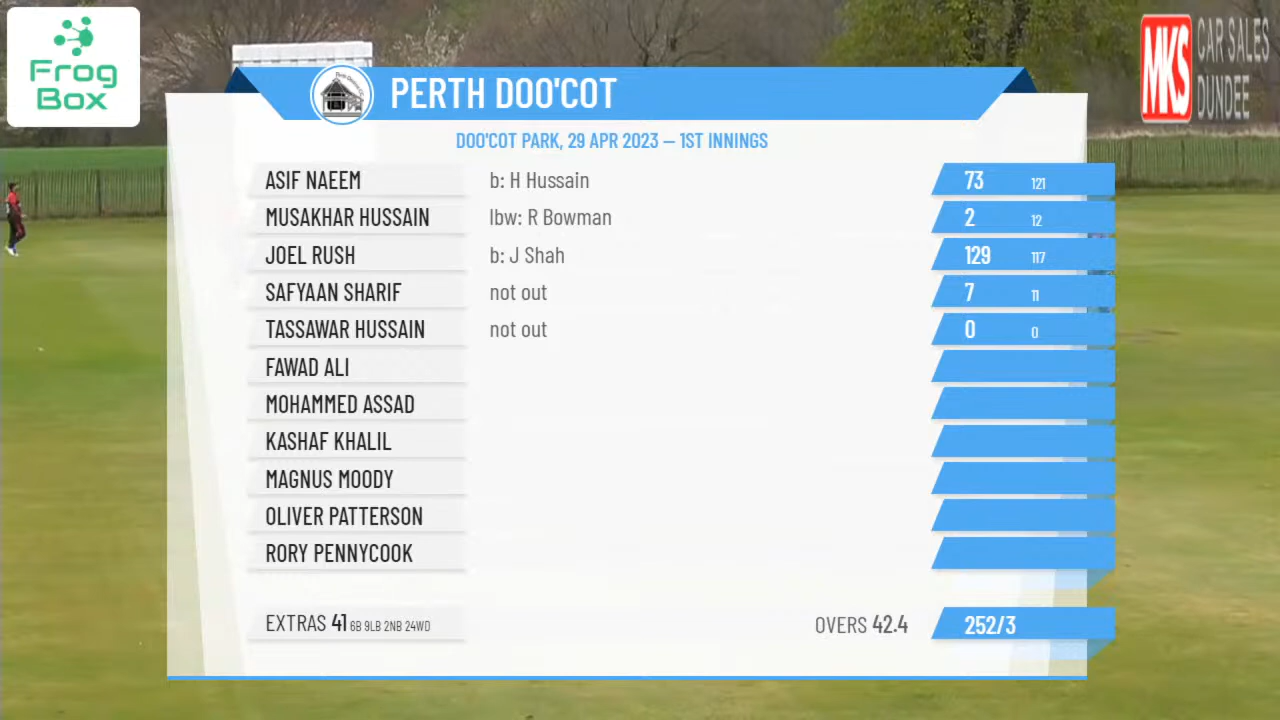 Frog
Box
MKS CAR SALES
DUNDEE
PERTH DOO'COT
DOO'COT PARK, 29 APR 2023 – 1ST INNINGS
ASIF NAEEM b: H Hussain 73 121
MUSAKHAR HUSSAIN lbw: R Bowman 2 12
JOEL RUSH b: J Shah 129 117
SAFYAAN SHARIF not out 7 11
TASSAWAR HUSSAIN not out 0 0
FAWAD ALI
MOHAMMED ASSAD
KASHAF KHALIL
MAGNUS MOODY
OLIVER PATTERSON
RORY PENNYCOOK
EXTRAS 41 6B 9LB 2NB 24WD OVERS 42.4 252/3